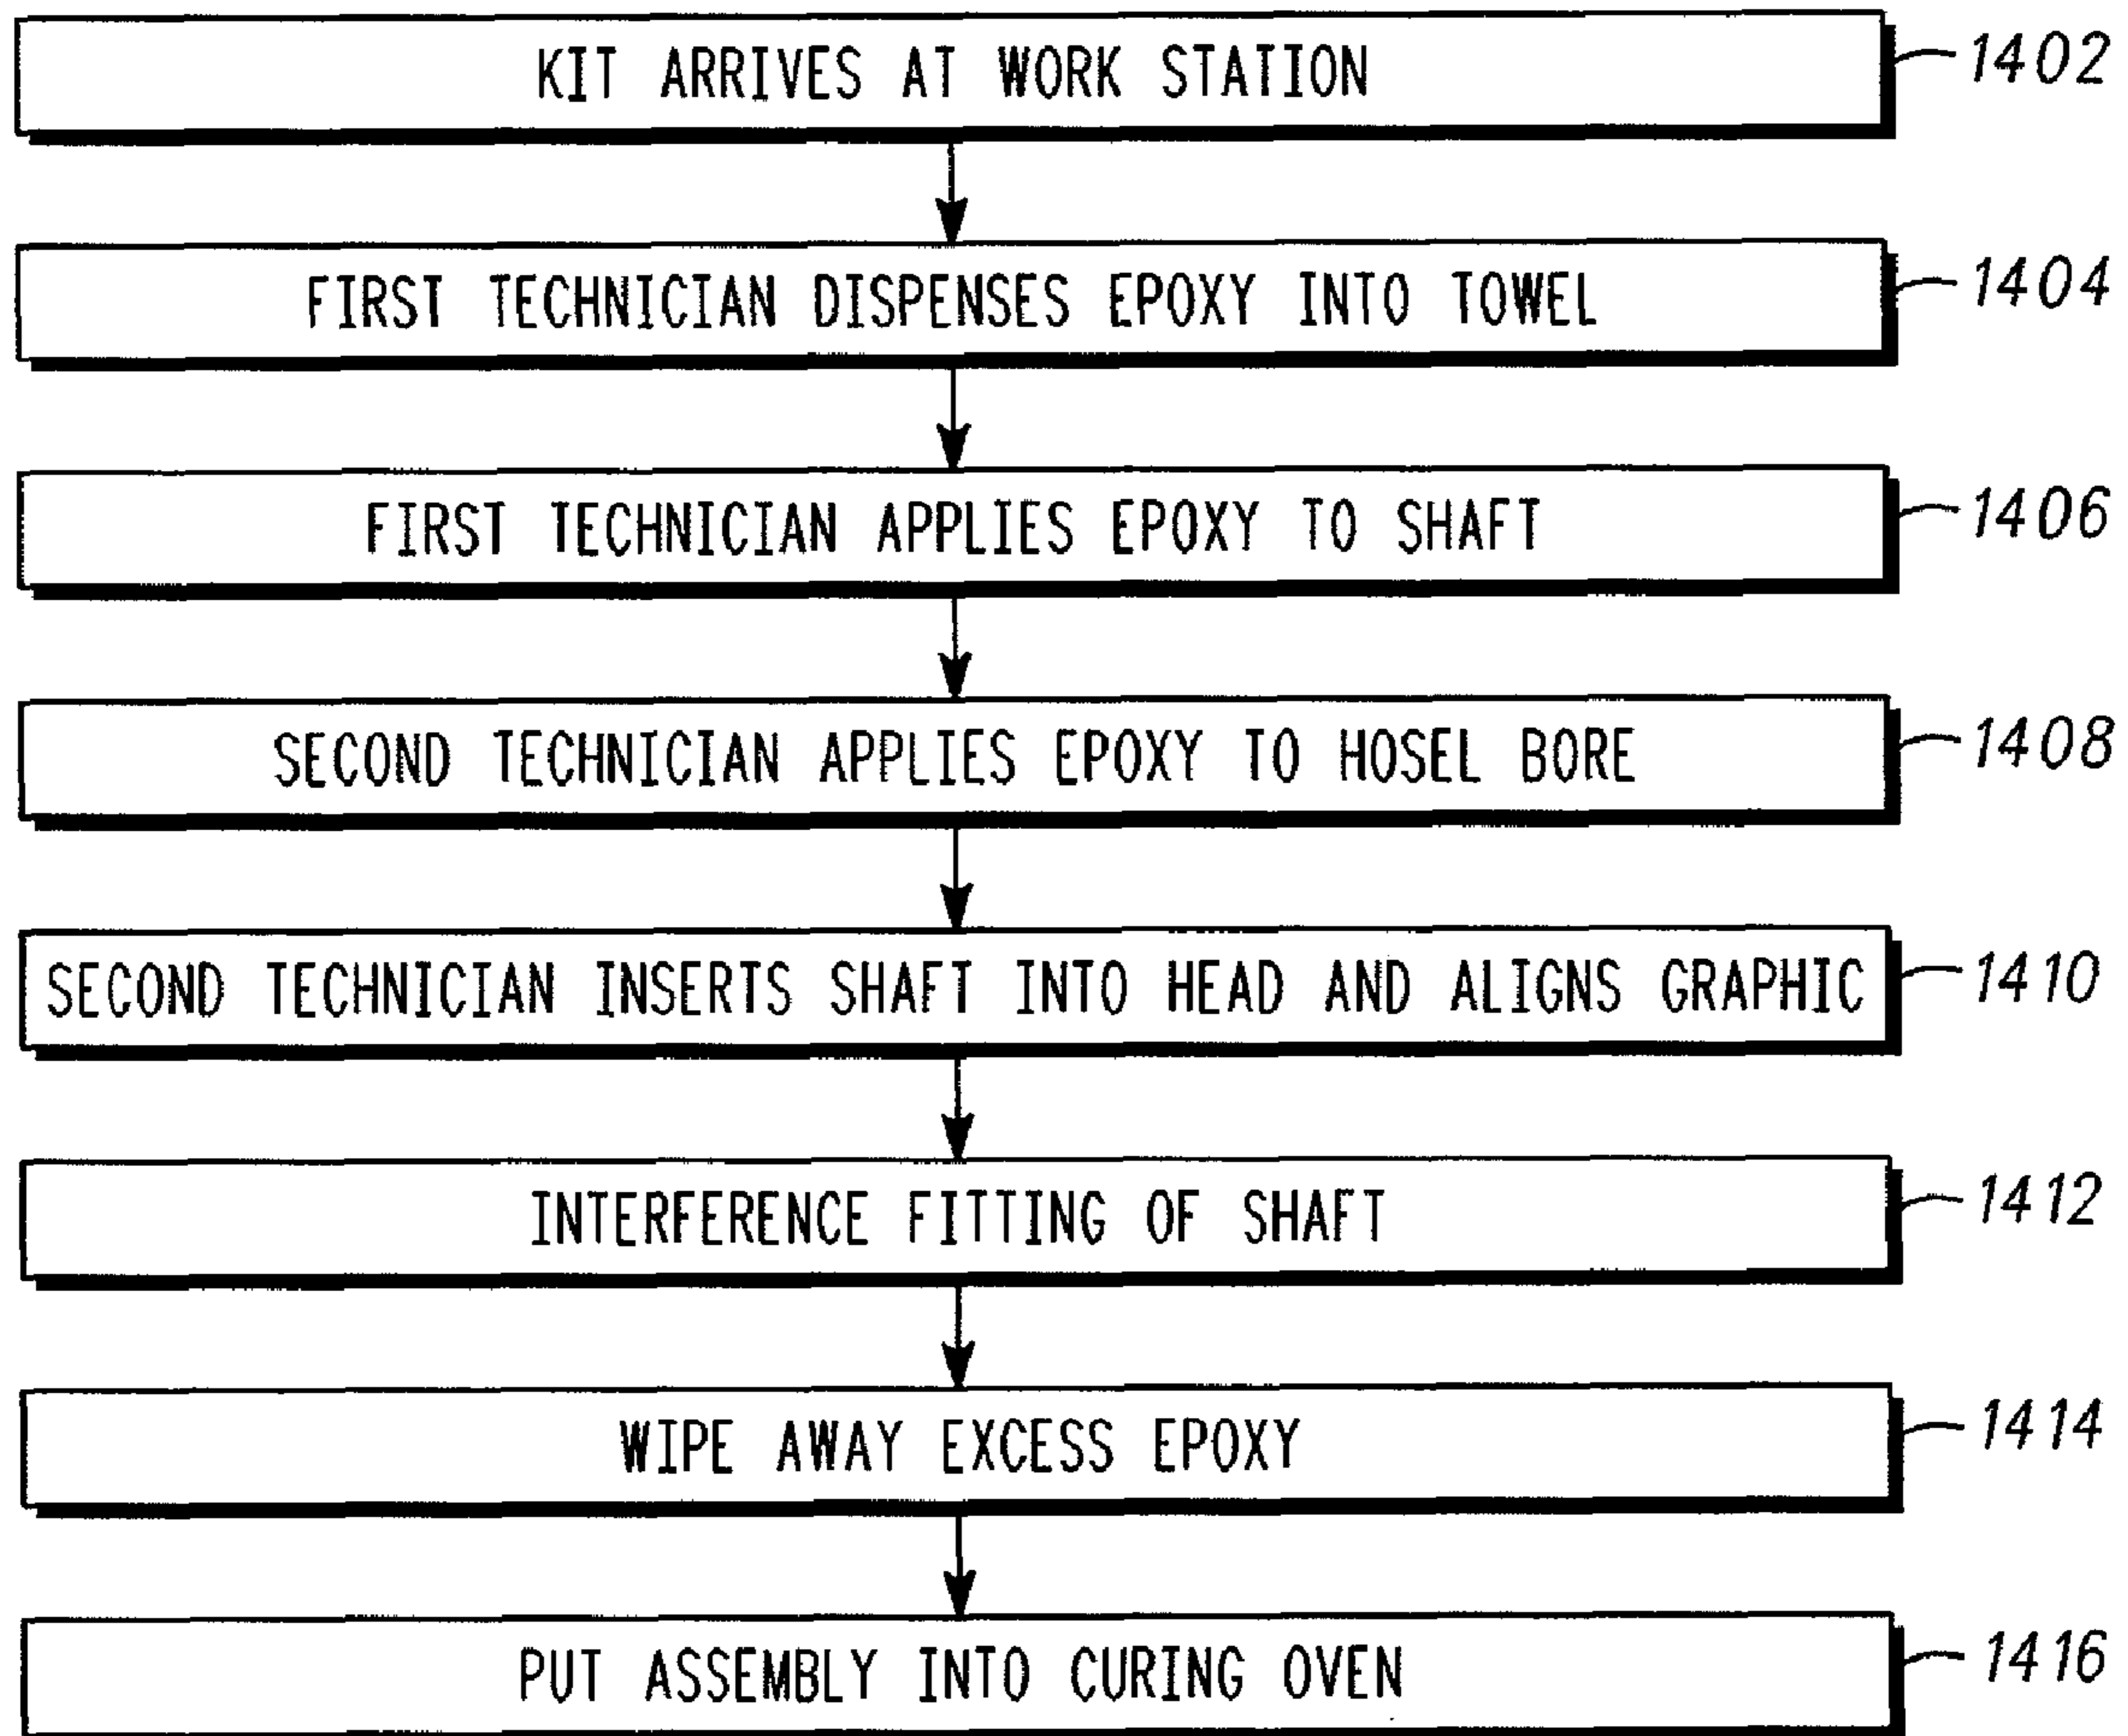 KIT ARRIVES AT WORK STATION 1402
FIRST TECHNICIAN DISPENSES EPOXY INTO TOWEL 1404
FIRST TECHNICIAN APPLIES EPOXY TO SHAFT 1406
SECOND TECHNICIAN APPLIES EPOXY TO HOSEL BORE 1408
SECOND TECHNICIAN INSERTS SHAFT INTO HEAD AND ALIGNS GRAPHIC 1410
INTERFERENCE FITTING OF SHAFT 1412
WIPE AWAY EXCESS EPOXY 1414
PUT ASSEMBLY INTO CURING OVEN 1416